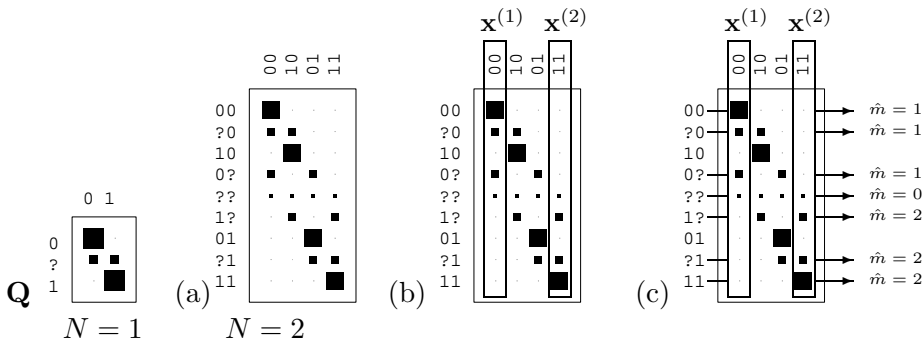 Q
0 1
0
?
1
N = 1
(a)
00 10 01 11
00
?0
10
0?
??
1?
01
?1
11
N = 2
(b)
x(1) x(2)
00 10 01 11
00
?0
10
0?
??
1?
01
?1
11
(c)
x(1) x(2)
00 10 01 11
00 m̂ = 1
?0 m̂ = 1
10
0? m̂ = 1
?? m̂ = 0
1? m̂ = 2
01
?1 m̂ = 2
11 m̂ = 2